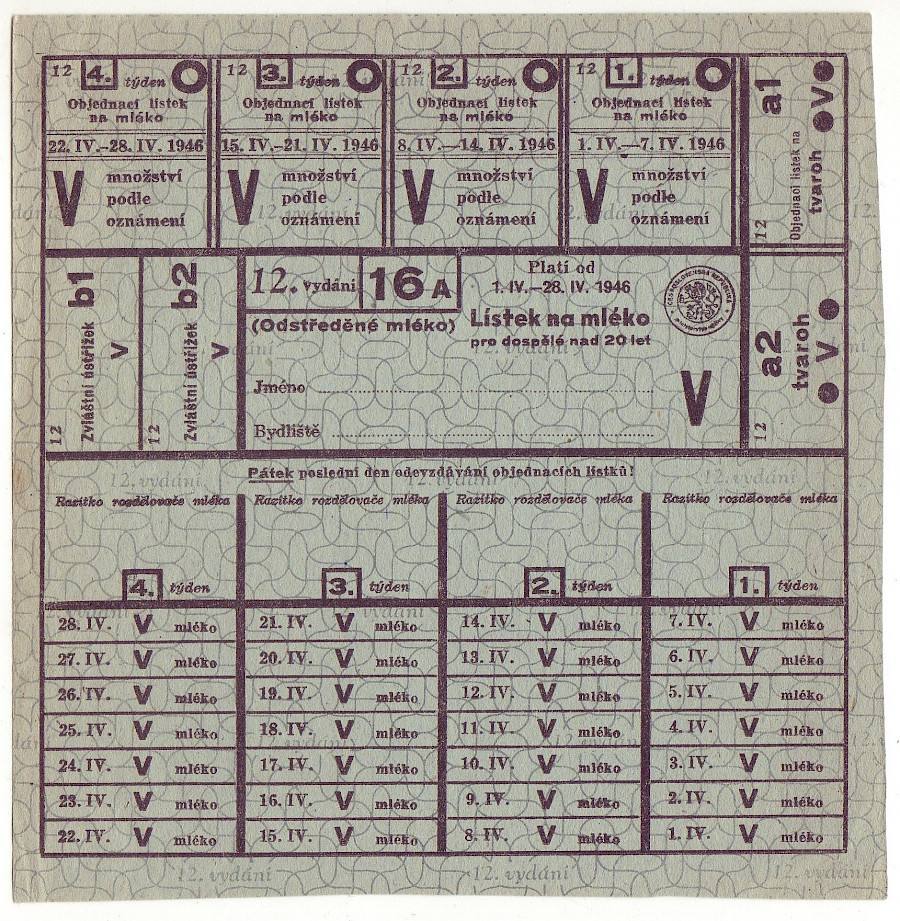 12 4. týden O
Objednací lístek
na mléko
22. IV.–28. IV. 1946
V množství
podle
oznámení
12 3. týden O
Objednací lístek
na mléko
15. IV.–21. IV. 1946
V množství
podle
oznámení
12 2. týden O
Objednací lístek
na mléko
8. IV.—14. IV. 1946
V množství
podle
oznámení
12 1. týden O
Objednací lístek
na mléko
1. IV.—7. IV. 1946
V množství
podle
oznámení
12 a1
Objednací lístek na
tvaroh ●V●
12 b1
Zvláštní ústřižek
V
12 b2
Zvláštní ústřižek
V
12. vydání 16A
(Odstředěné mléko)
Platí od
1. IV.–28. IV. 1946
Lístek na mléko
pro dospělé nad 20 let
ČESKOSLOVENSKÁ REPUBLIKA
Jméno
V
Bydliště
12 a2
tvaroh
● V ●
Pátek poslední den odevzdávání objednacích lístků!
Razítko rozdělovače mléka Razítko rozdělovače mléka Razítko rozdělovače mléka Razítko rozdělovače mléka
4. týden 3. týden 2. týden 1. týden
28. IV. V mléko 21. IV. V mléko 14. IV. V mléko 7. IV. V mléko
27. IV. V mléko 20. IV. V mléko 13. IV. V mléko 6. IV. V mléko
26. IV. V mléko 19. IV. V mléko 12. IV. V mléko 5. IV. V mléko
25. IV. V mléko 18. IV. V mléko 11. IV. V mléko 4. IV. V mléko
24. IV. V mléko 17. IV. V mléko 10. IV. V mléko 3. IV. V mléko
23. IV. V mléko 16. IV. V mléko 9. IV. V mléko 2. IV. V mléko
22. IV. V mléko 15. IV. V mléko 8. IV. V mléko 1. IV. V mléko
12. vydání 12. vydání 12. vydání